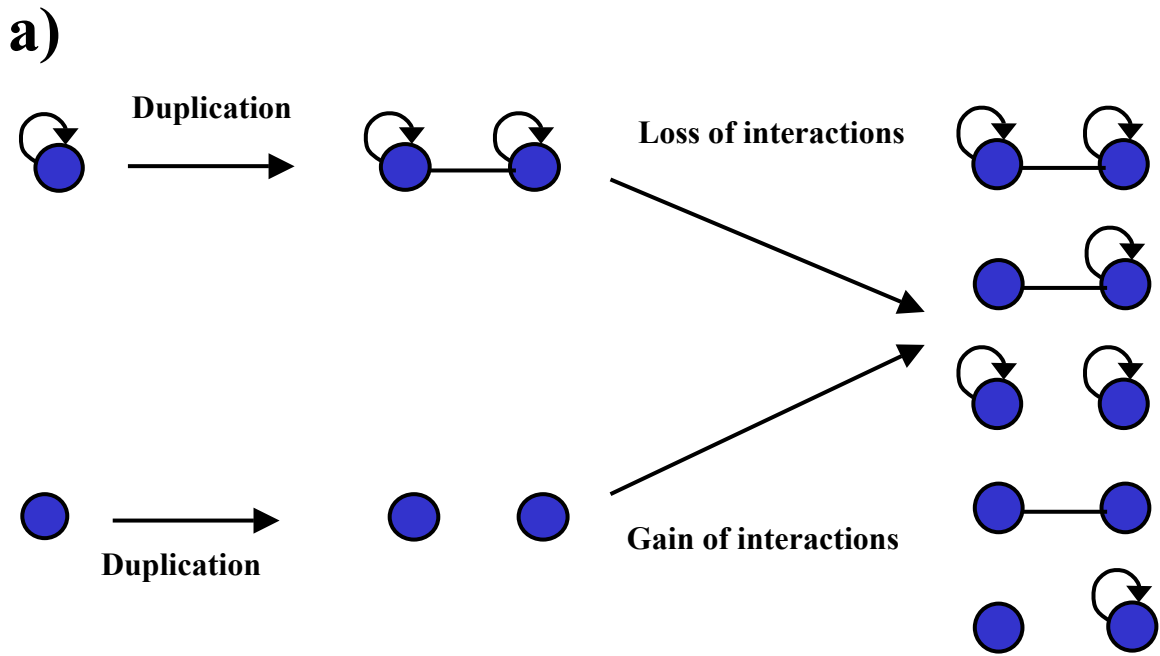 a)
Duplication
Loss of interactions
Gain of interactions
Duplication